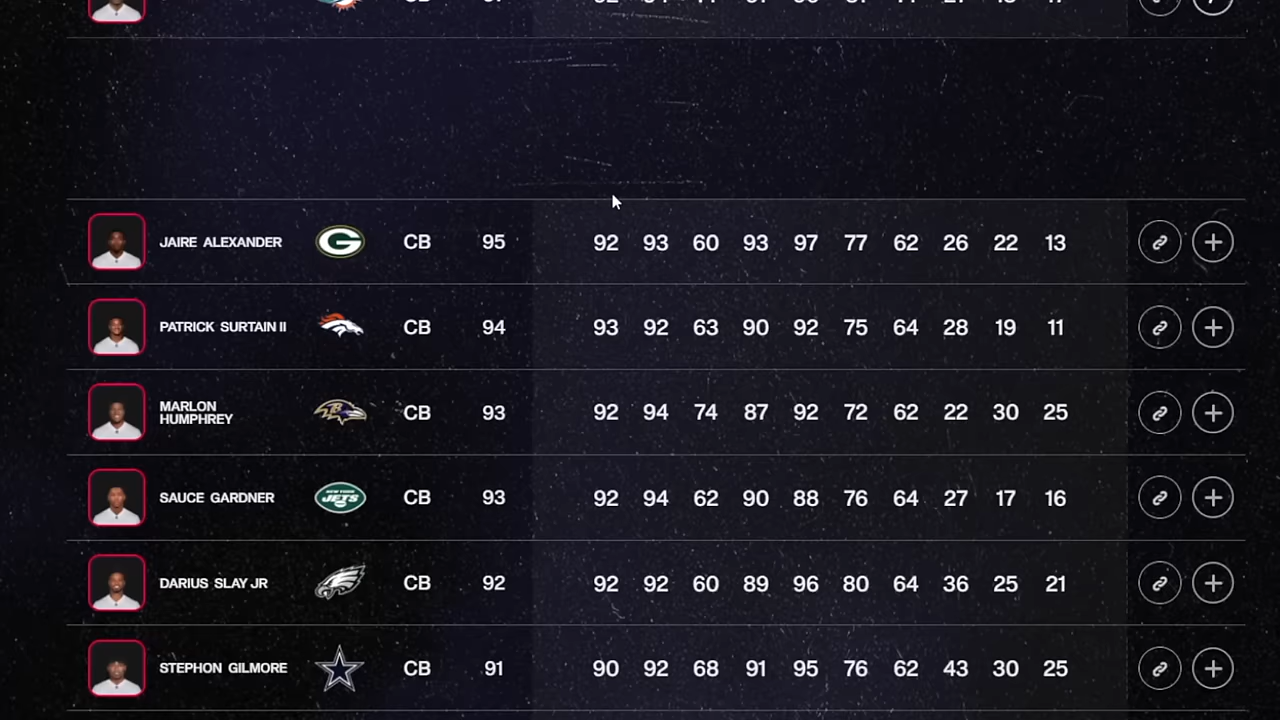 JAIRE ALEXANDER G CB 95 92 93 60 93 97 77 62 26 22 13
PATRICK SURTAIN II CB 94 93 92 63 90 92 75 64 28 19 11
MARLON
HUMPHREY CB 93 92 94 74 87 92 72 62 22 30 25
SAUCE GARDNER NEW YORK JETS CB 93 92 94 62 90 88 76 64 27 17 16
DARIUS SLAY JR CB 92 92 92 60 89 96 80 64 36 25 21
STEPHON GILMORE CB 91 90 92 68 91 95 76 62 43 30 25